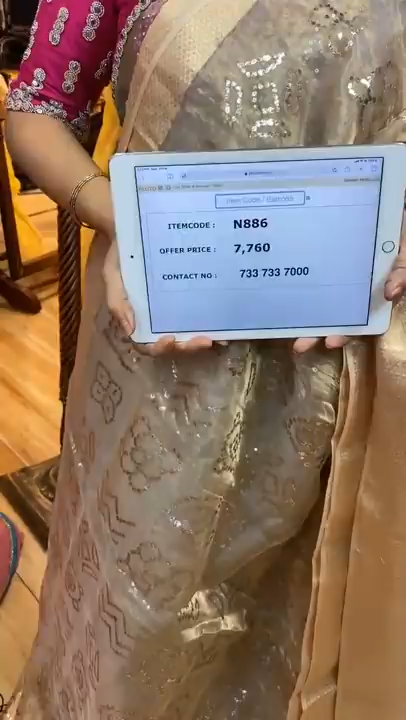 Item Code / Barcode
ITEMCODE : N886
OFFER PRICE : 7,760
CONTACT NO : 733 733 7000